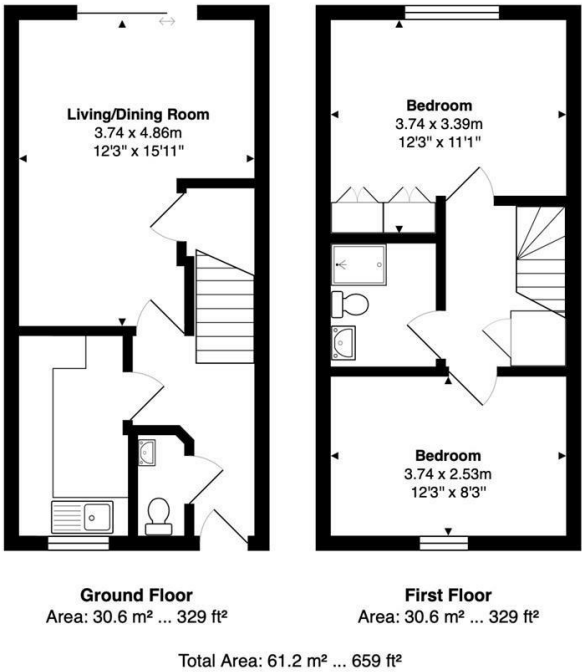 Living/Dining Room
3.74 x 4.86m
12'3" x 15'11"
Bedroom
3.74 x 3.39m
12'3" x 11'1"
Bedroom
3.74 x 2.53m
12'3" x 8'3"
Ground Floor
Area: 30.6 m² ... 329 ft²
First Floor
Area: 30.6 m² ... 329 ft²
Total Area: 61.2 m² ... 659 ft²